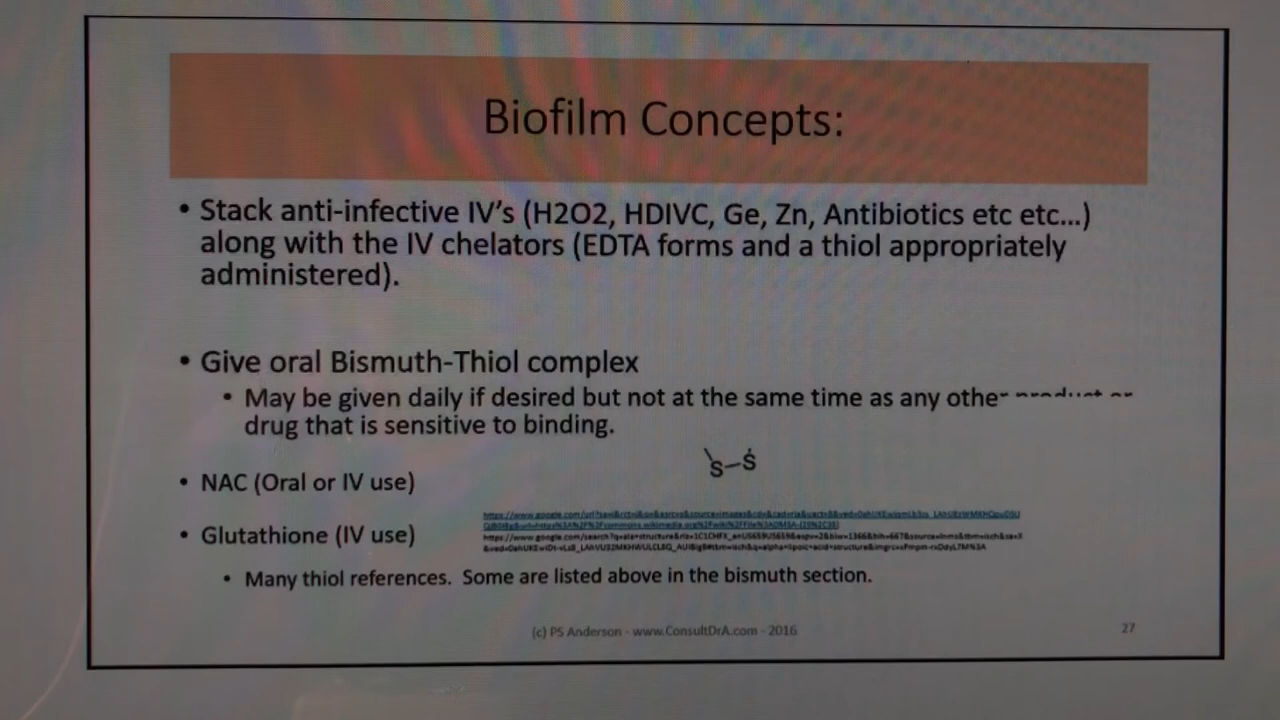 Biofilm Concepts:
• Stack anti-infective IV's (H2O2, HDIVC, Ge, Zn, Antibiotics etc etc...)
along with the IV chelators (EDTA forms and a thiol appropriately
administered).
• Give oral Bismuth-Thiol complex
• May be given daily if desired but not at the same time as any other product or
drug that is sensitive to binding.
S–S
• NAC (Oral or IV use)
• Glutathione (IV use)
• Many thiol references. Some are listed above in the bismuth section.
(c) PS Anderson - www.ConsultDrA.com - 2016
27